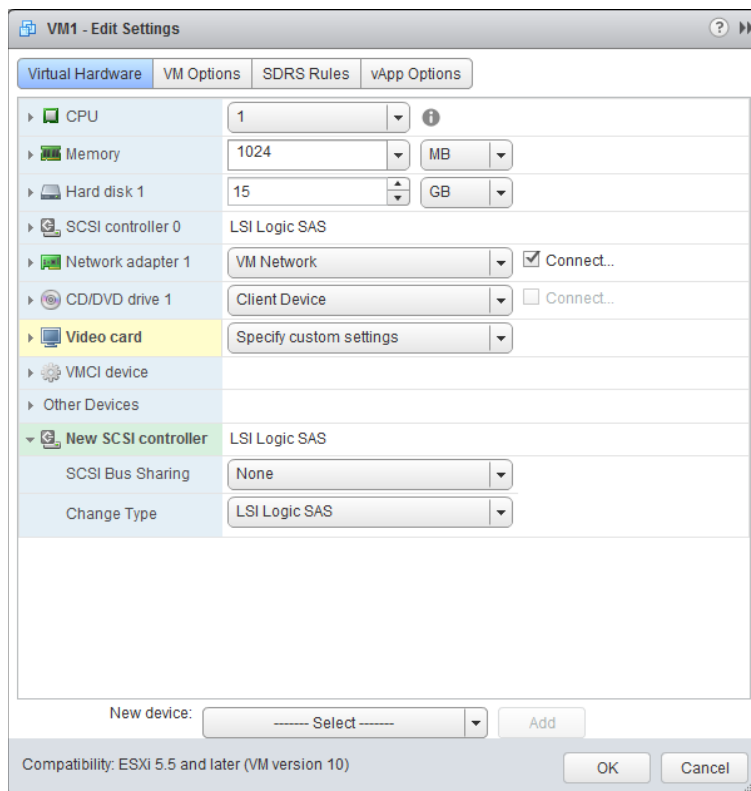 VM1 - Edit Settings
Virtual Hardware VM Options SDRS Rules vApp Options
CPU 1
Memory 1024 MB
Hard disk 1 15 GB
SCSI controller 0 LSI Logic SAS
Network adapter 1 VM Network Connect...
CD/DVD drive 1 Client Device Connect...
Video card Specify custom settings
VMCI device
Other Devices
New SCSI controller LSI Logic SAS
SCSI Bus Sharing None
Change Type LSI Logic SAS
New device: ------- Select ------- Add
Compatibility: ESXi 5.5 and later (VM version 10) OK Cancel